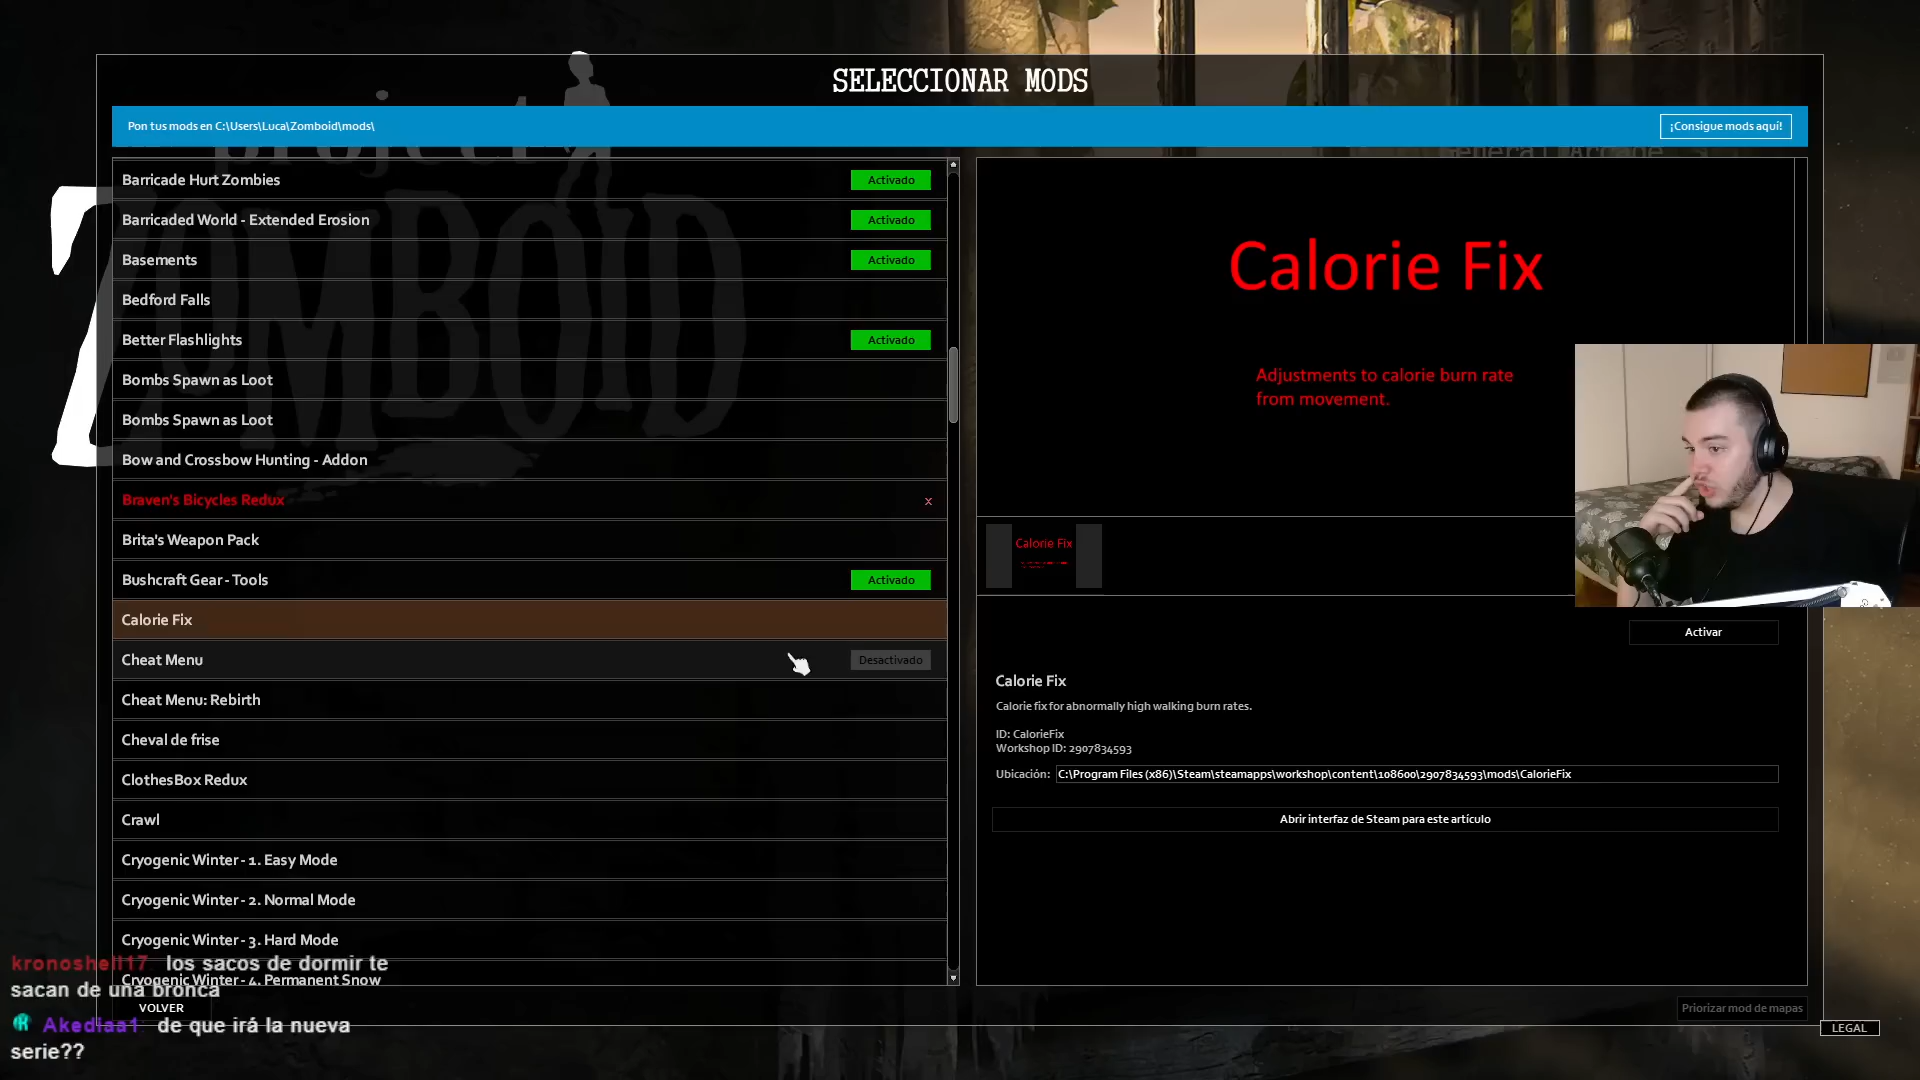 SELECCIONAR MODS
Pon tus mods en C:\Users\Luca\Zomboid\mods\
¡Consigue mods aquí!
project
ZOMBOID
General Arcade
Barricade Hurt Zombies
Activado
Barricaded World - Extended Erosion
Activado
Basements
Activado
Bedford Falls
Better Flashlights
Activado
Bombs Spawn as Loot
Bombs Spawn as Loot
Bow and Crossbow Hunting - Addon
Braven's Bicycles Redux
x
Brita's Weapon Pack
Bushcraft Gear - Tools
Activado
Calorie Fix
Cheat Menu
Desactivado
Cheat Menu: Rebirth
Cheval de frise
ClothesBox Redux
Crawl
Cryogenic Winter - 1. Easy Mode
Cryogenic Winter - 2. Normal Mode
Cryogenic Winter - 3. Hard Mode
Cryogenic Winter - 4. Permanent Snow
VOLVER
Calorie Fix
Adjustments to calorie burn rate
from movement.
Calorie Fix
Activar
Calorie Fix
Calorie fix for abnormally high walking burn rates.
ID: CalorieFix
Workshop ID: 2907834593
Ubicación: C:\Program Files (x86)\Steam\steamapps\workshop\content\108600\2907834593\mods\CalorieFix
Abrir interfaz de Steam para este artículo
Priorizar mod de mapas
LEGAL
kronoshell17: los sacos de dormir te
sacan de una bronca
Akediaa1: de que irá la nueva
serie??